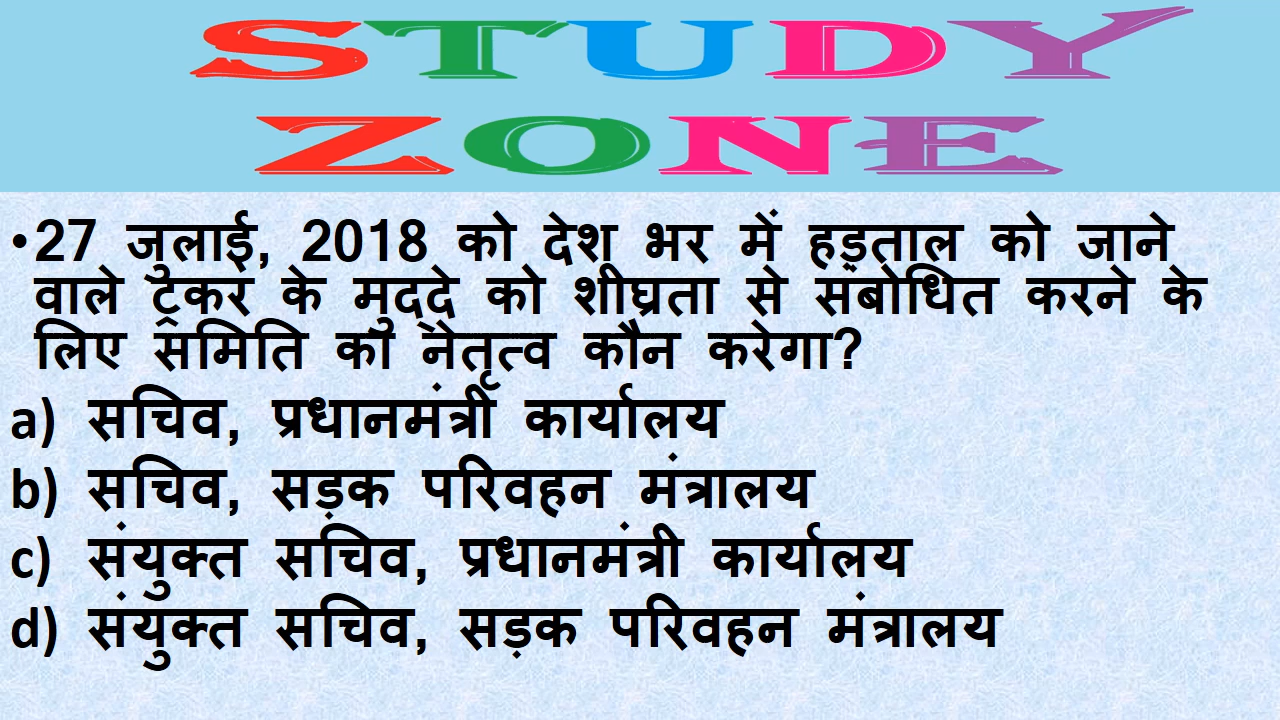 STUDY
ZONE
•27 जुलाई, 2018 को देश भर में हड़ताल को जाने
वाले ट्रकर के मुद्दे को शीघ्रता से संबोधित करने के
लिए समिति का नेतृत्व कौन करेगा?
a) सचिव, प्रधानमंत्री कार्यालय
b) सचिव, सड़क परिवहन मंत्रालय
c) संयुक्त सचिव, प्रधानमंत्री कार्यालय
d) संयुक्त सचिव, सड़क परिवहन मंत्रालय